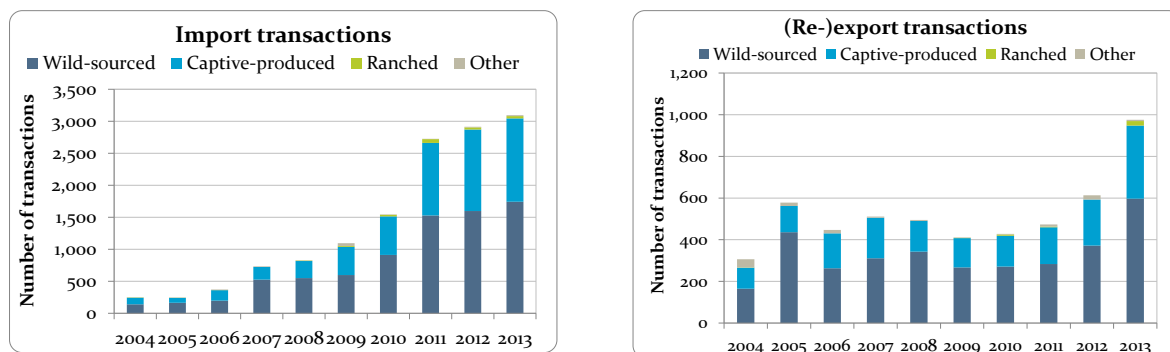 Import transactions
Wild-sourced Captive-produced Ranched Other
3,500
3,000
2,500
2,000
1,500
1,000
500
0
Number of transactions
2004 2005 2006 2007 2008 2009 2010 2011 2012 2013
(Re-)export transactions
Wild-sourced Captive-produced Ranched Other
1,200
1,000
800
600
400
200
0
Number of transactions
2004 2005 2006 2007 2008 2009 2010 2011 2012 2013